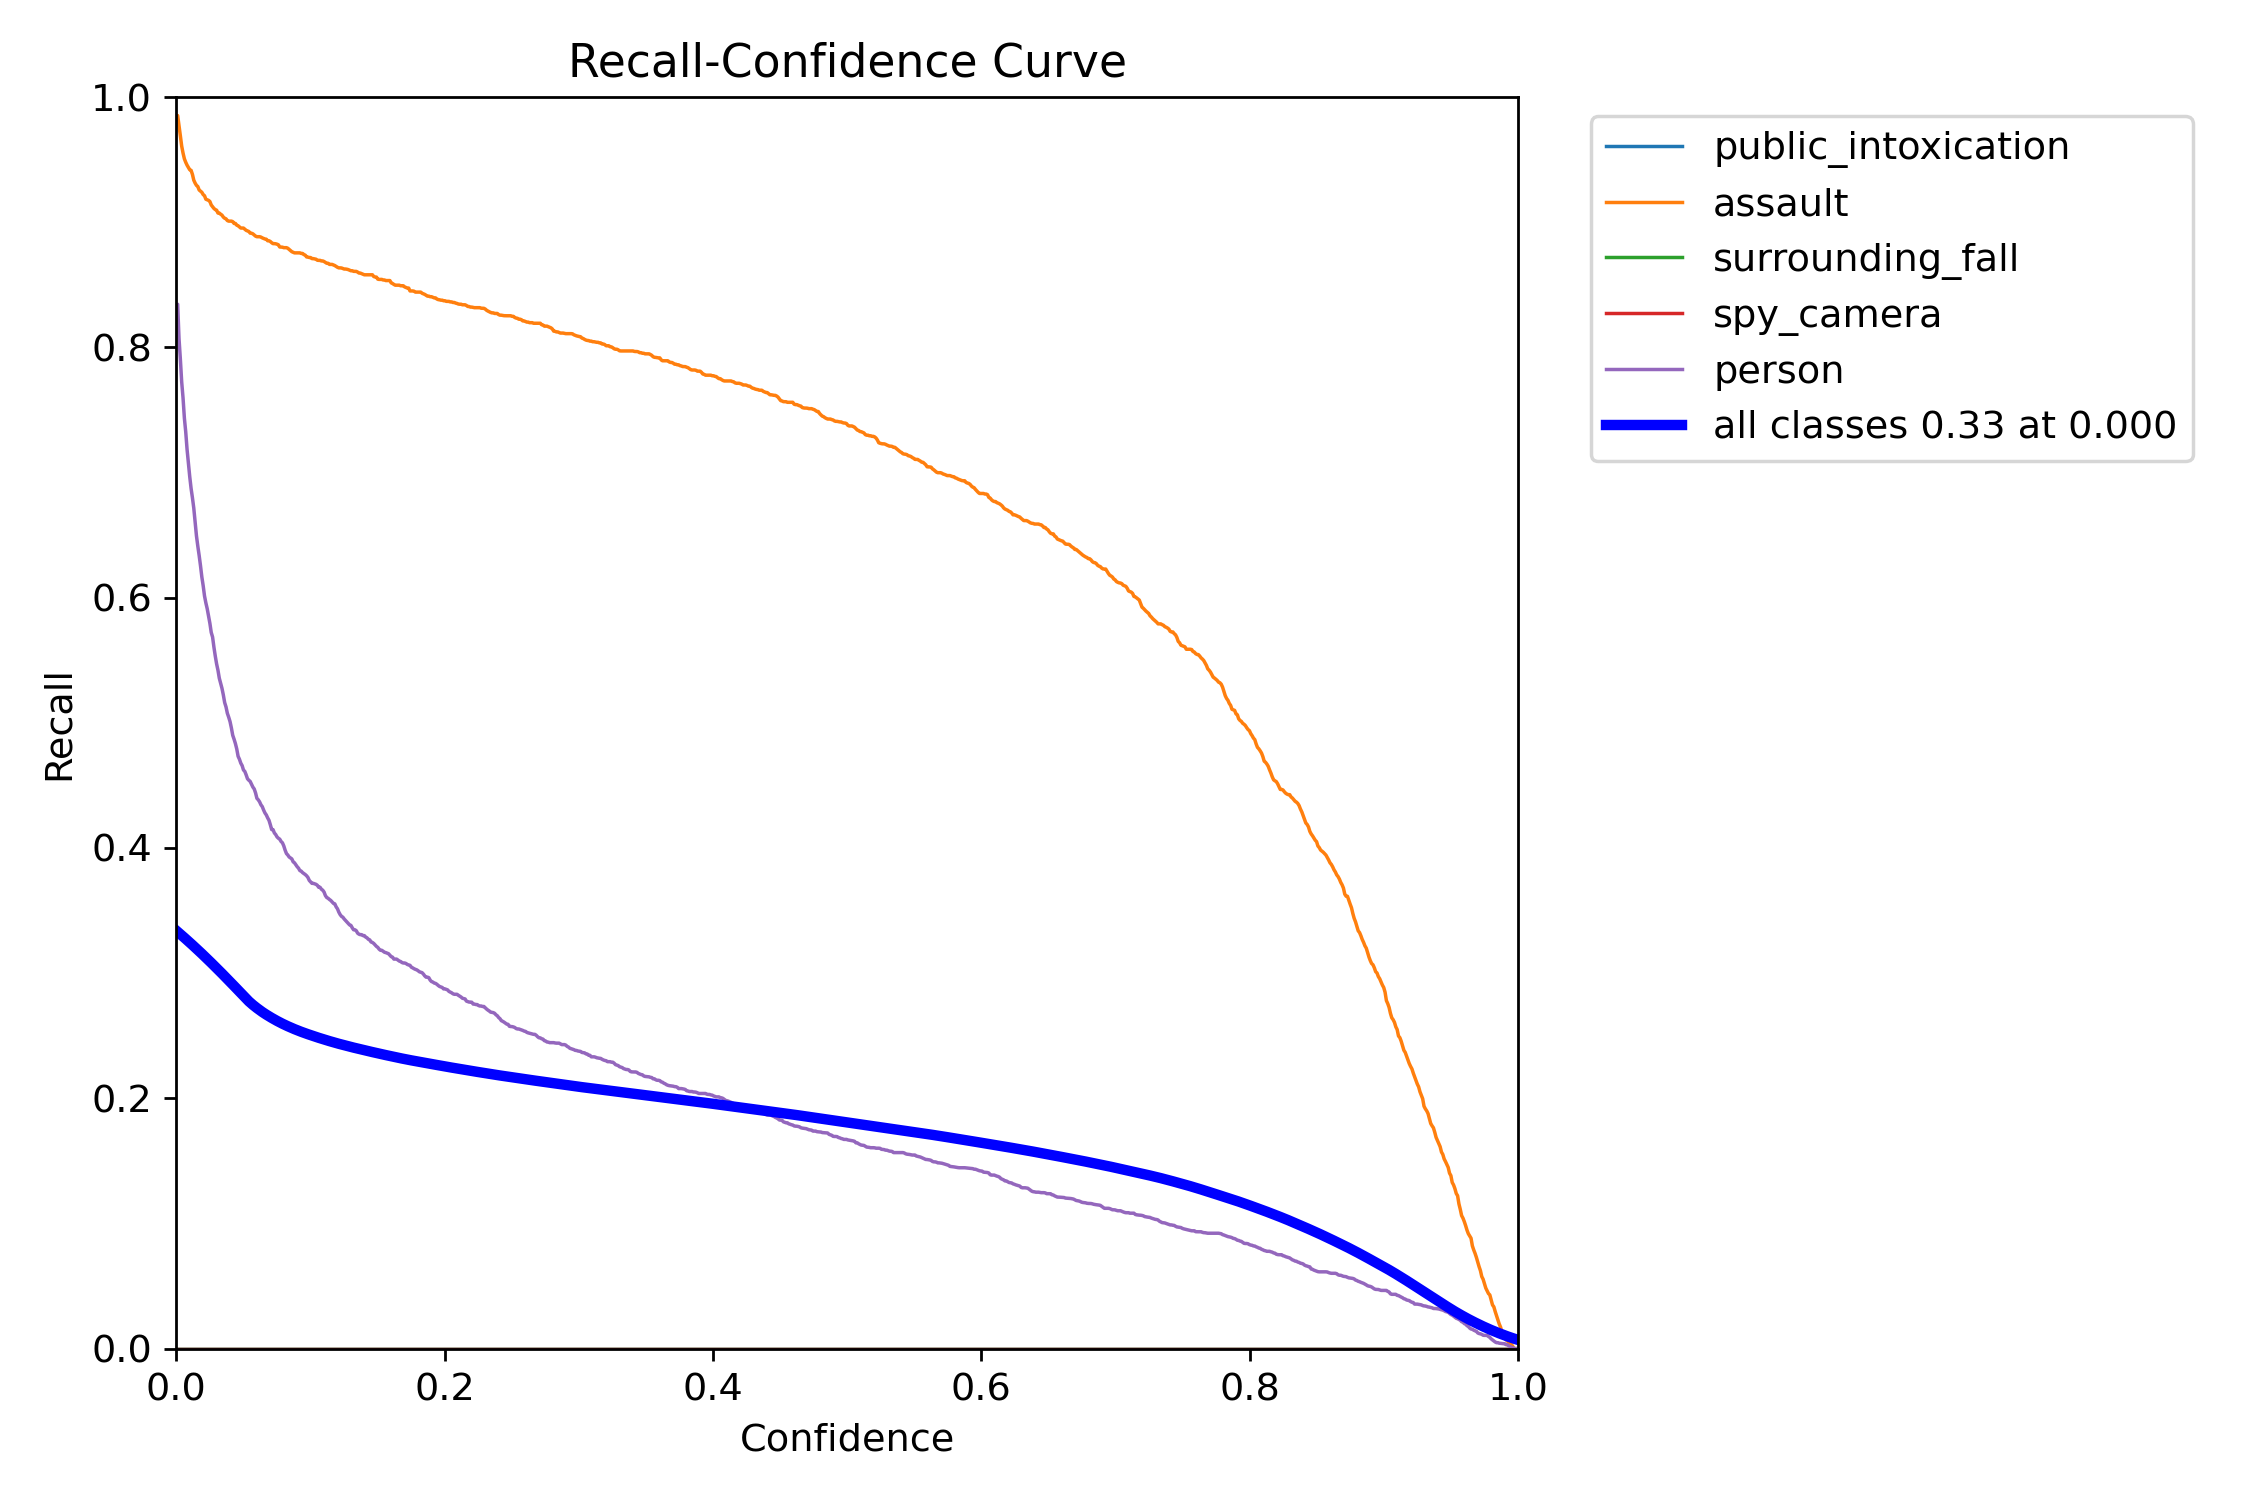 Recall-Confidence Curve
1.0
0.8
0.6
0.4
0.2
0.0
Recall
0.0 0.2 0.4 0.6 0.8 1.0
Confidence
public_intoxication
assault
surrounding_fall
spy_camera
person
all classes 0.33 at 0.000